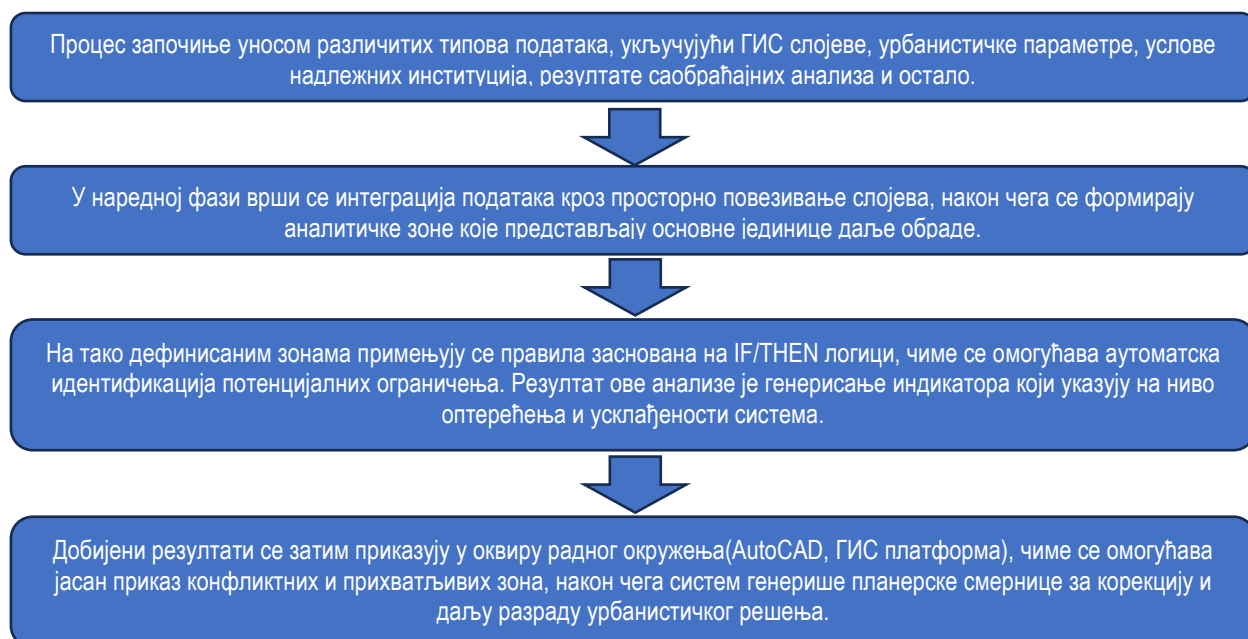 Процес започиње уносом различитих типова података, укључујући ГИС слојеве, урбанистичке параметре, услове
надлежних институција, резултате саобраћајних анализа и остало.
У наредној фази врши се интеграција података кроз просторно повезивање слојева, након чега се формирају
аналитичке зоне које представљају основне јединице даље обраде.
На тако дефинисаним зонама примењују се правила заснована на IF/THEN логици, чиме се омогућава аутоматска
идентификација потенцијалних ограничења. Резултат ове анализе је генерисање индикатора који указују на ниво
оптерећења и усклађености система.
Добијени резултати се затим приказују у оквиру радног окружења(AutoCAD, ГИС платформа), чиме се омогућава
јасан приказ конфликтних и прихватљивих зона, након чега систем генерише планерске смернице за корекцију и
даљу разраду урбанистичког решења.